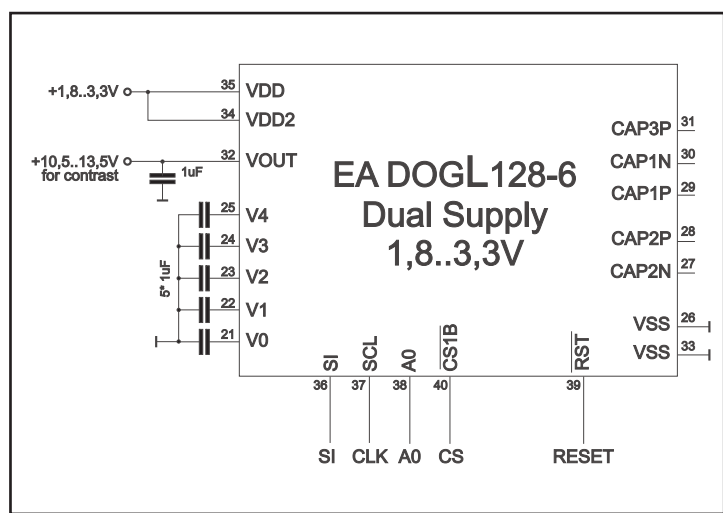 +1,8..3,3V
35
VDD
34
VDD2
+10,5..13,5V
for contrast
1uF
32
VOUT
25
V4
24
V3
23
V2
22
V1
21
V0
5* 1uF
EA DOGL128-6
Dual Supply
1,8..3,3V
CAP3P
31
CAP1N
30
CAP1P
29
CAP2P
28
CAP2N
27
VSS
26
VSS
33
SI
SCL
A0
CS1B
RST
36
37
38
40
39
SI
CLK
A0
CS
RESET